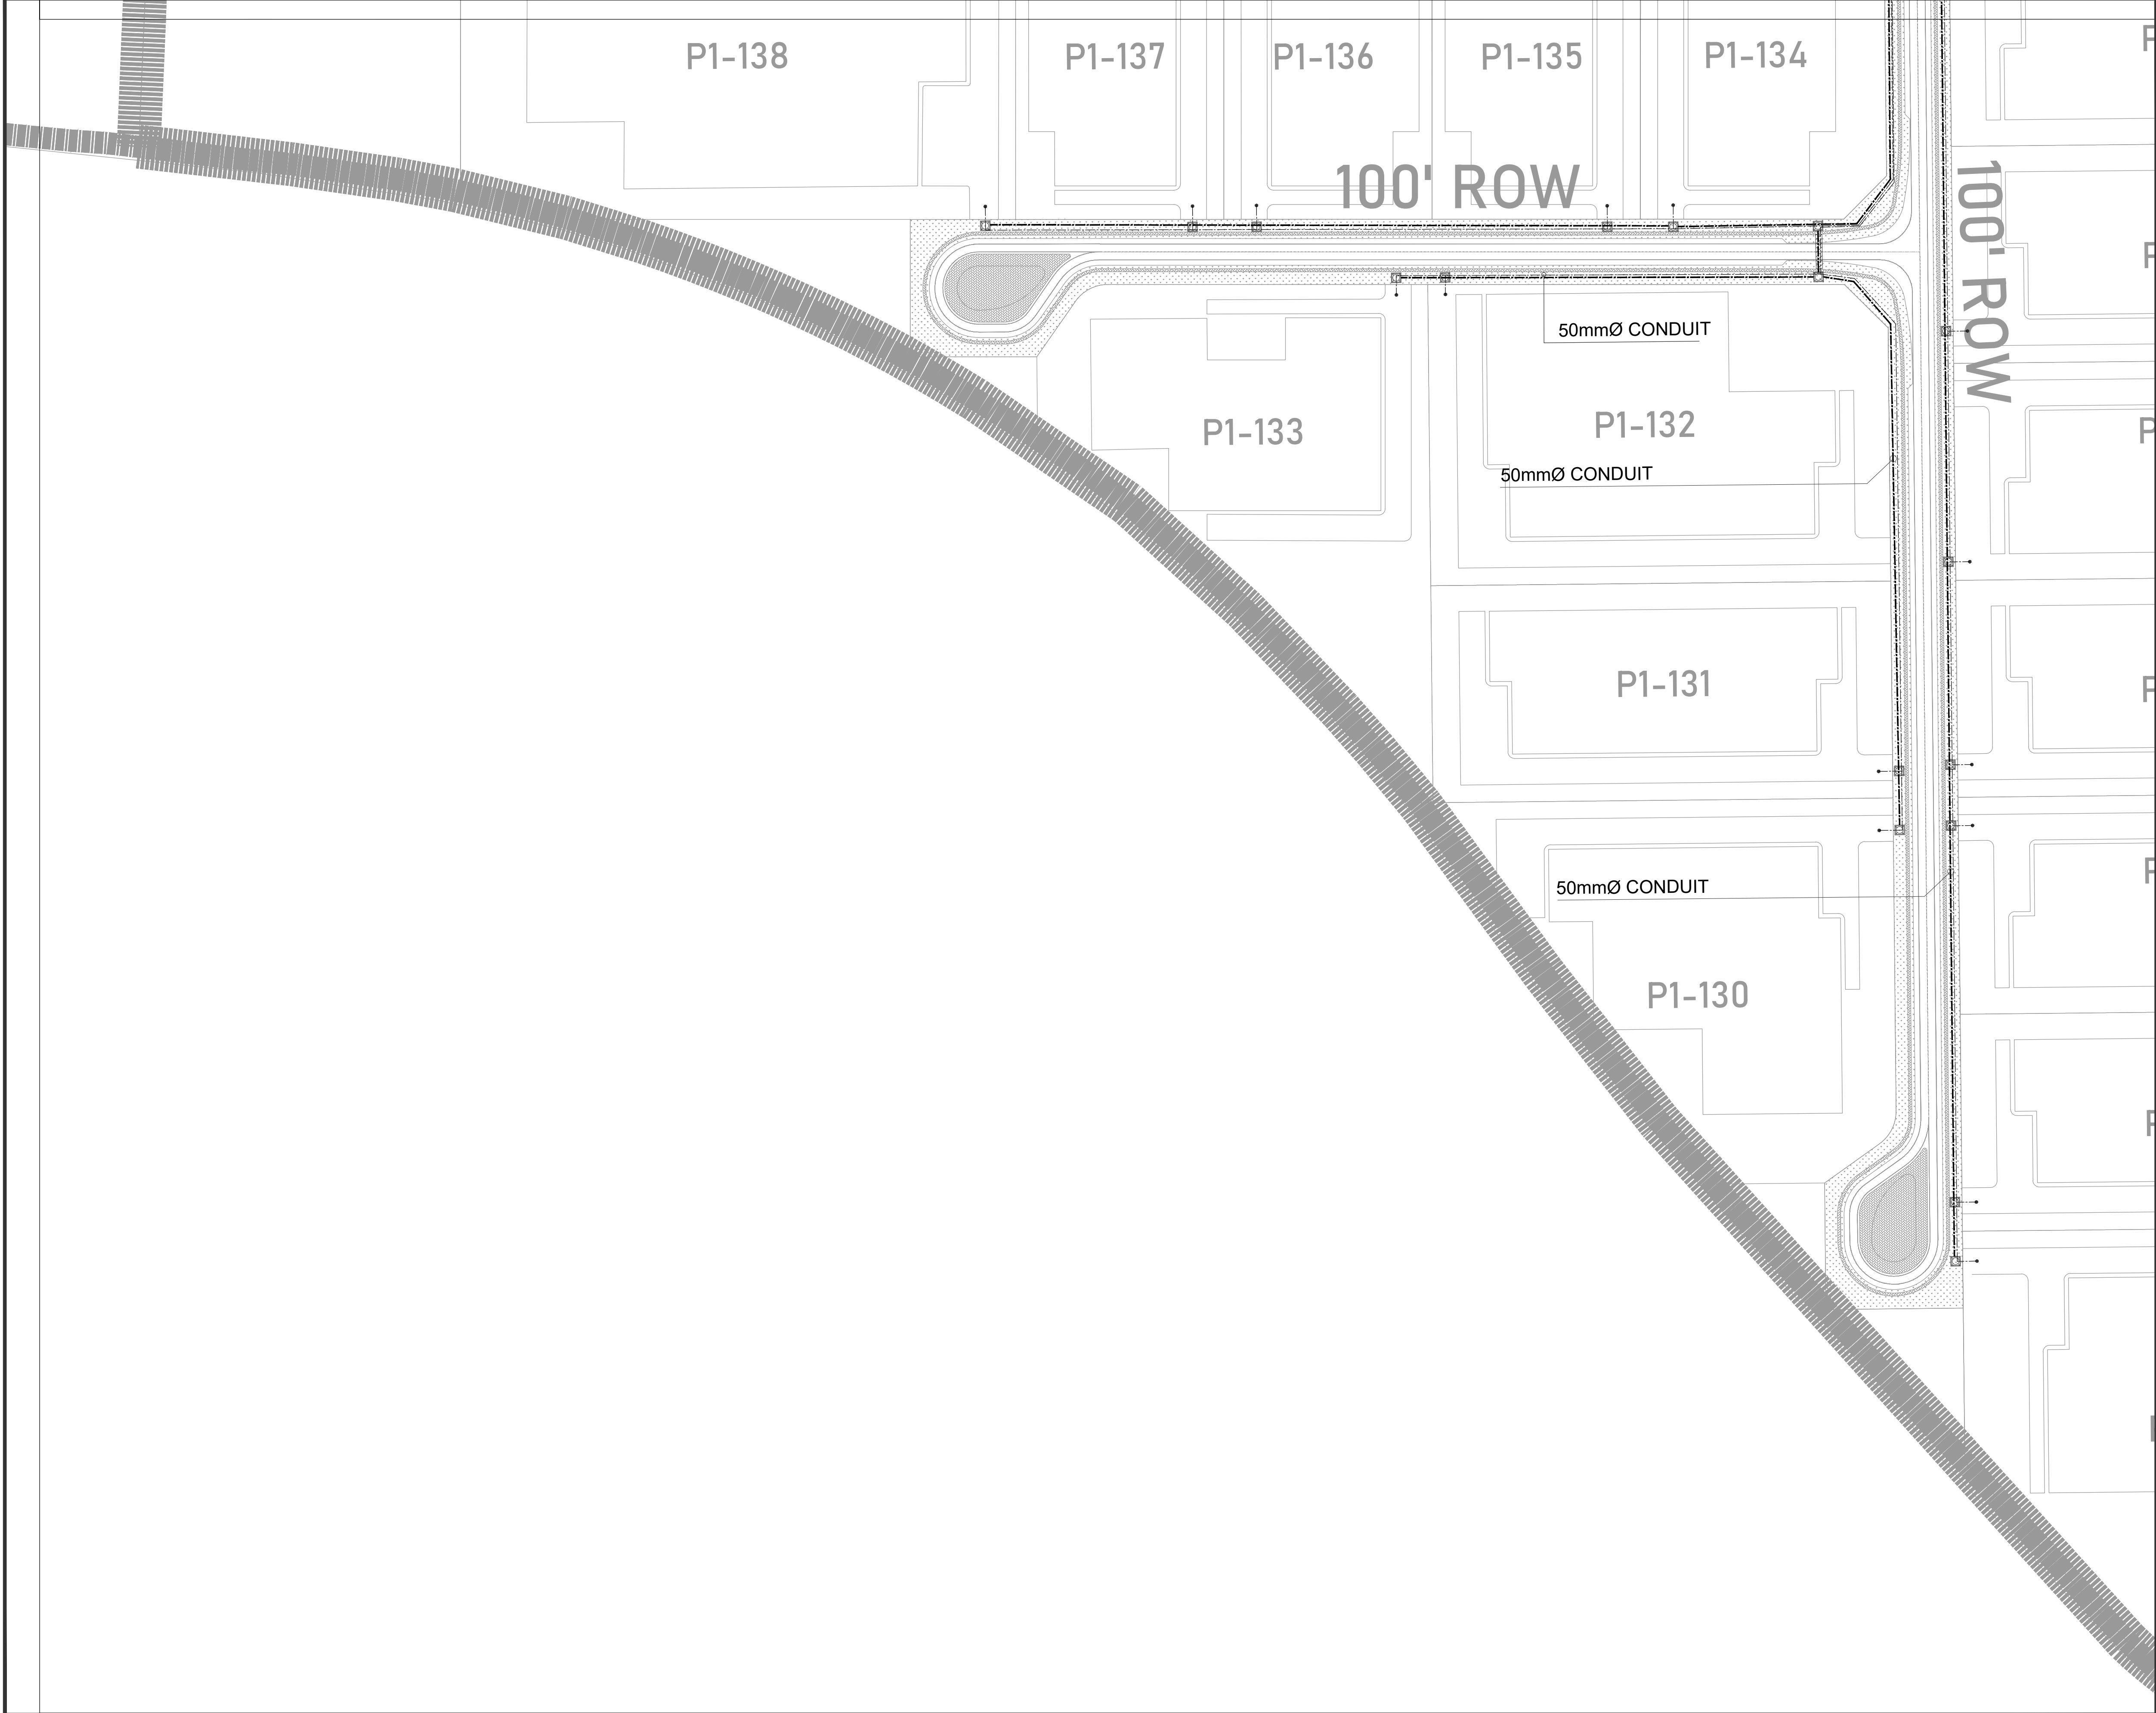 P1-138
P1-137
P1-136
P1-135
P1-134
100' ROW
100' ROW
50mmØ CONDUIT
P1-133
P1-132
50mmØ CONDUIT
P1-131
50mmØ CONDUIT
P1-130